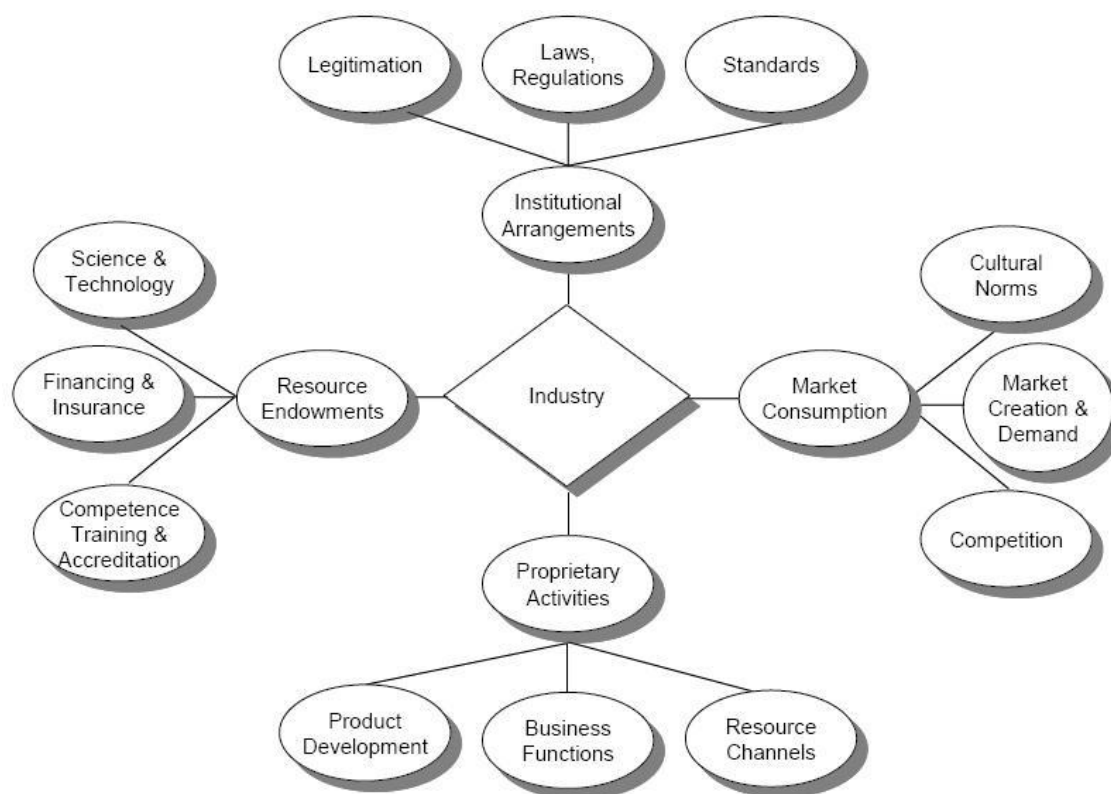 Legitimation
Laws,
Regulations
Standards
Institutional
Arrangements
Science &
Technology
Cultural
Norms
Financing &
Insurance
Resource
Endowments
Industry
Market
Consumption
Market
Creation &
Demand
Competence
Training &
Accreditation
Competition
Proprietary
Activities
Product
Development
Business
Functions
Resource
Channels